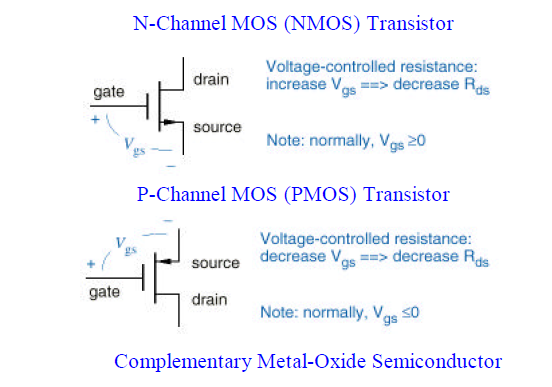 N-Channel MOS (NMOS) Transistor
drain
Voltage-controlled resistance:
increase Vgs ==> decrease Rds
gate
+
source
Vgs
−
Note: normally, Vgs ≥0
P-Channel MOS (PMOS) Transistor
−
Vgs
+
source
Voltage-controlled resistance:
decrease Vgs ==> decrease Rds
gate
drain
Note: normally, Vgs ≤0
Complementary Metal-Oxide Semiconductor